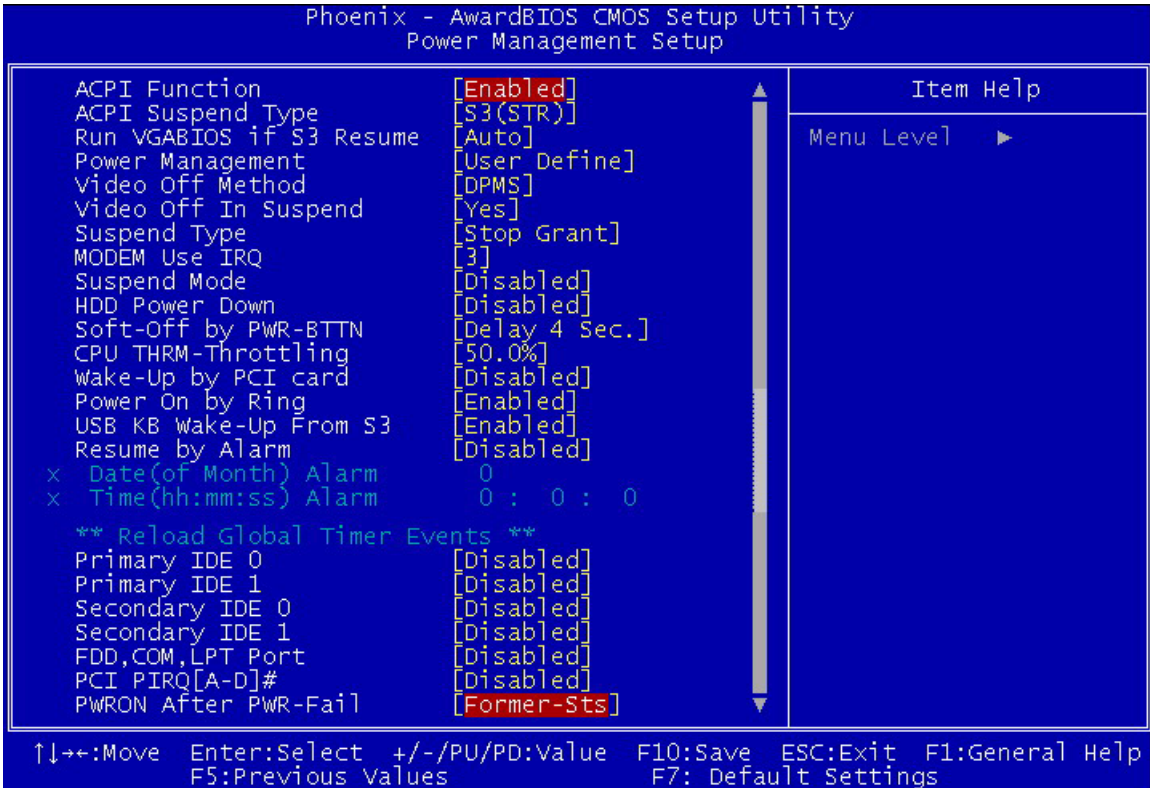 Phoenix - AwardBIOS CMOS Setup Utility
Power Management Setup
ACPI Function [Enabled]
ACPI Suspend Type [S3(STR)]
Run VGABIOS if S3 Resume [Auto]
Power Management [User Define]
Video Off Method [DPMS]
Video Off In Suspend [Yes]
Suspend Type [Stop Grant]
MODEM Use IRQ [3]
Suspend Mode [Disabled]
HDD Power Down [Disabled]
Soft-Off by PWR-BTTN [Delay 4 Sec.]
CPU THRM-Throttling [50.0%]
Wake-Up by PCI card [Disabled]
Power On by Ring [Enabled]
USB KB Wake-Up From S3 [Enabled]
Resume by Alarm [Disabled]
x Date(of Month) Alarm 0
x Time(hh:mm:ss) Alarm 0 : 0 : 0
** Reload Global Timer Events **
Primary IDE 0 [Disabled]
Primary IDE 1 [Disabled]
Secondary IDE 0 [Disabled]
Secondary IDE 1 [Disabled]
FDD,COM,LPT Port [Disabled]
PCI PIRQ[A-D]# [Disabled]
PWRON After PWR-Fail [Former-Sts]
Item Help
Menu Level ►
↑↓→←:Move Enter:Select +/-/PU/PD:Value F10:Save ESC:Exit F1:General Help
F5:Previous Values F7: Default Settings